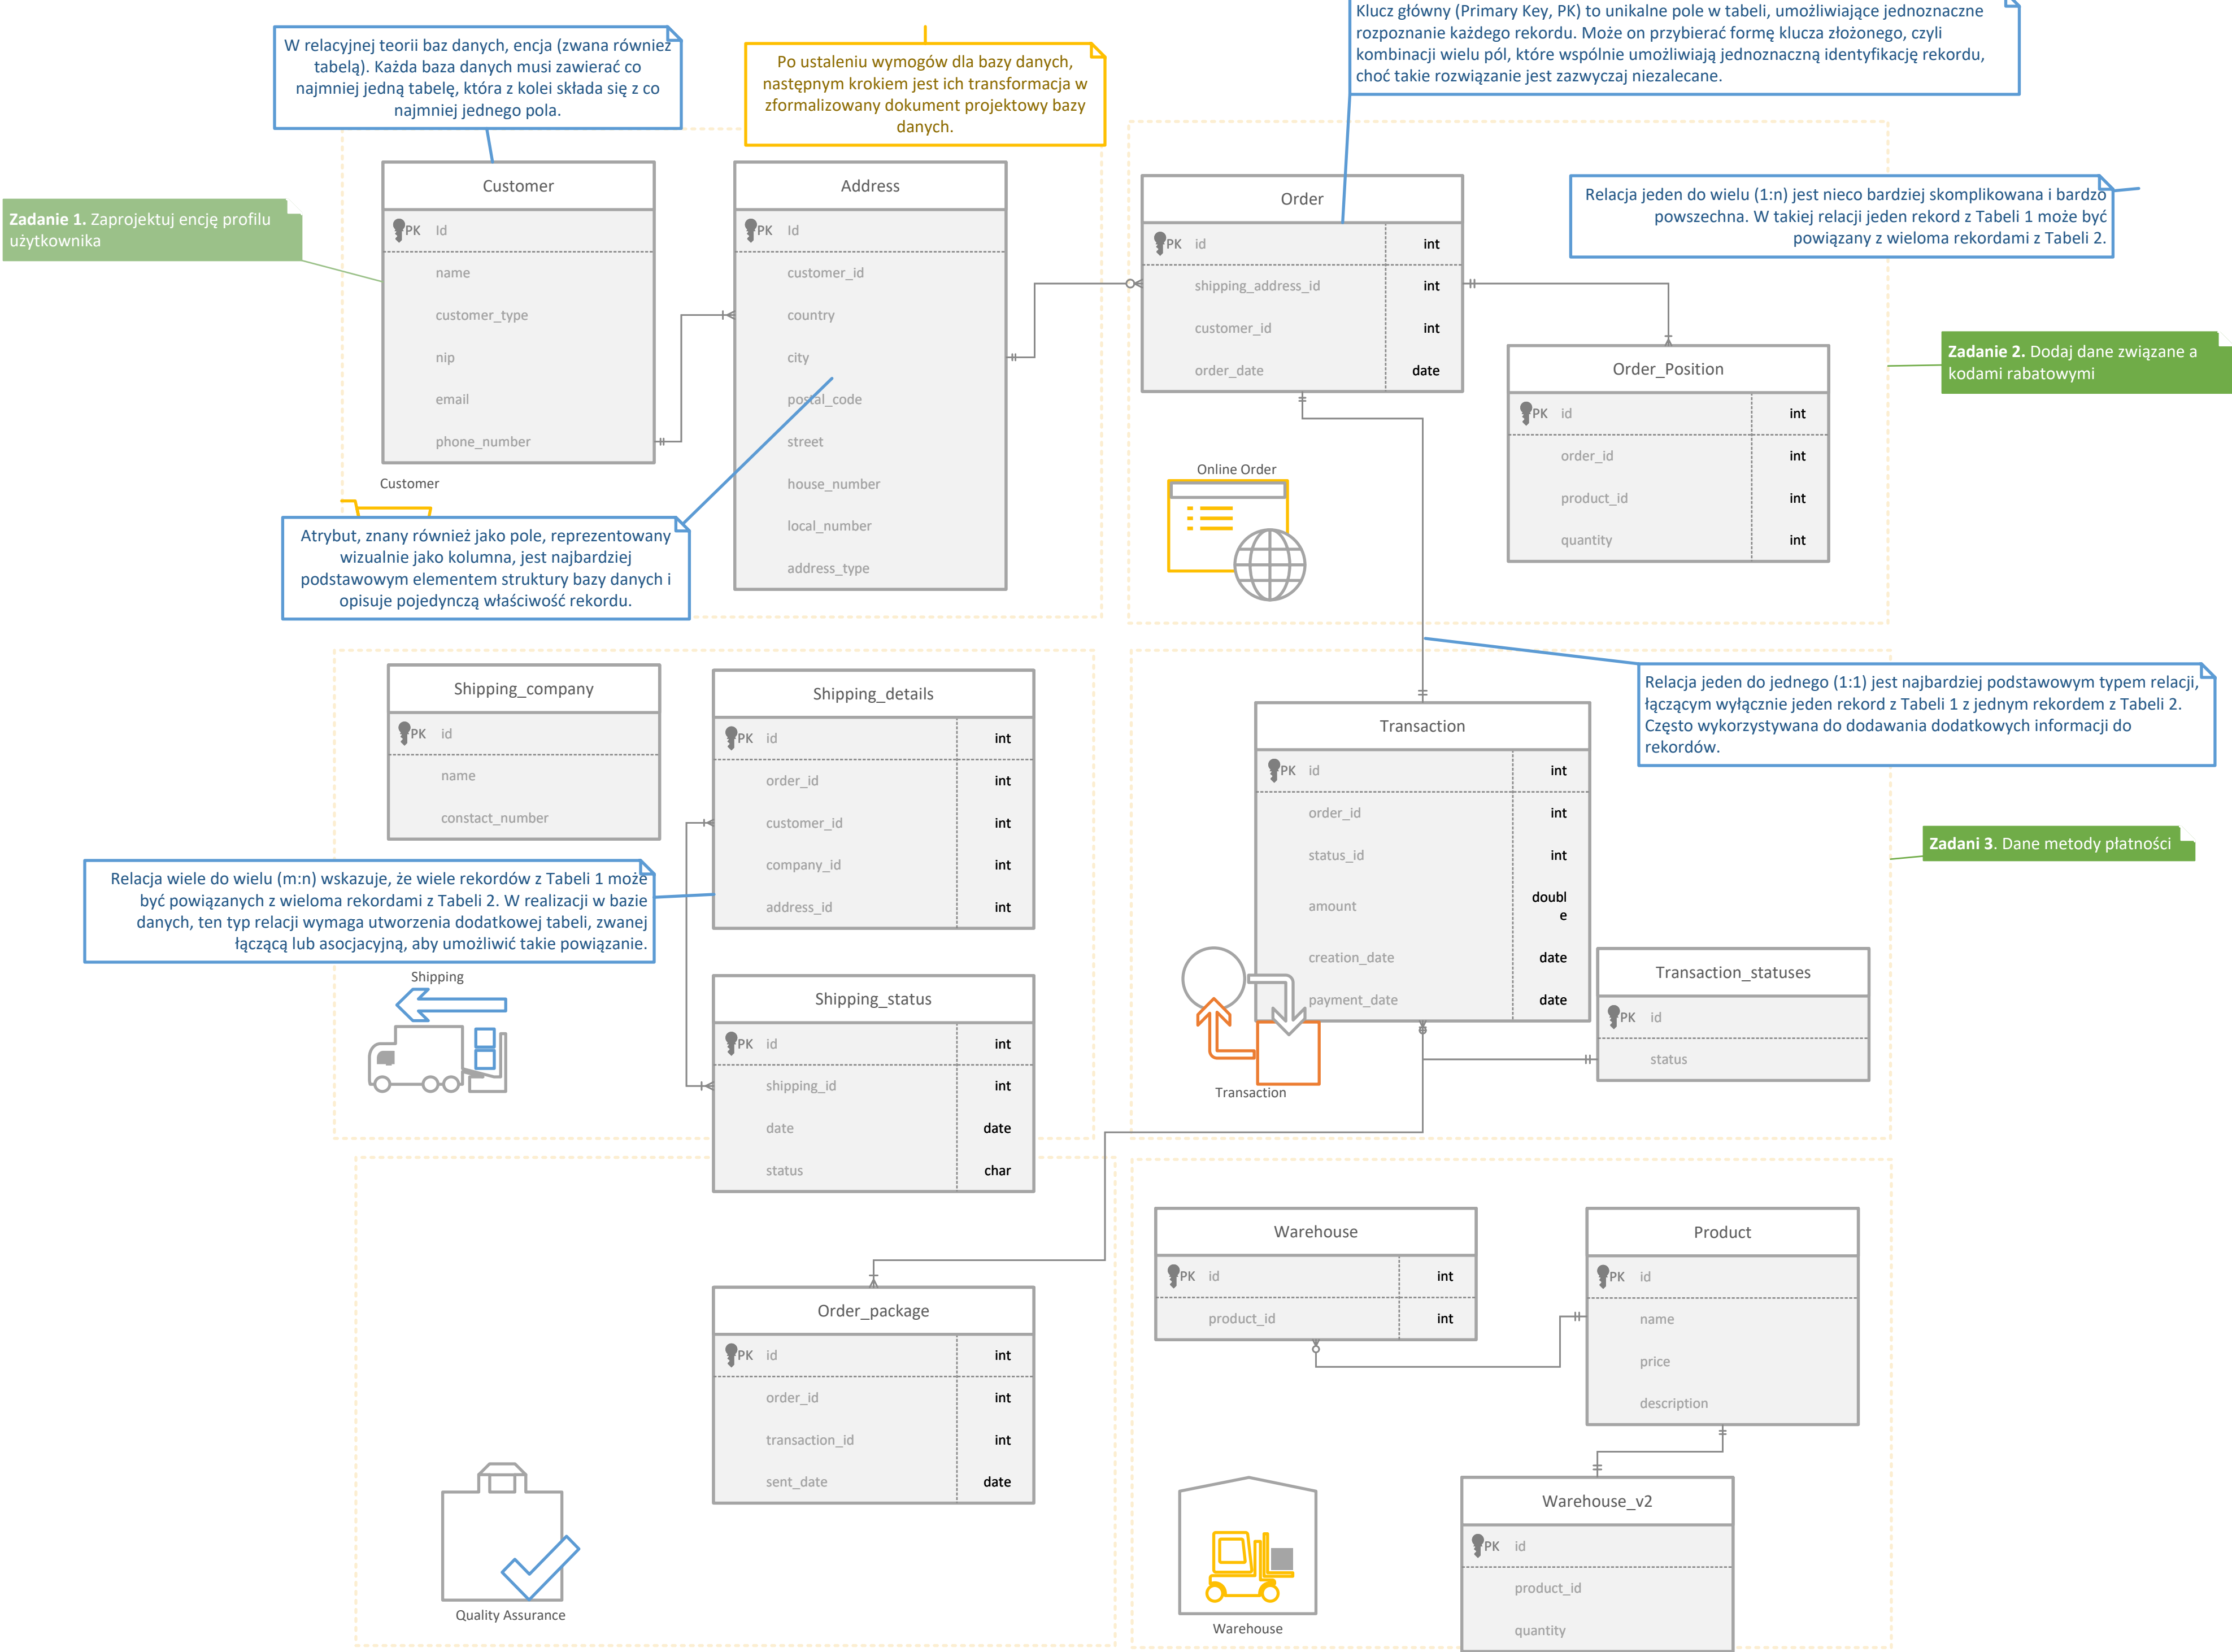 Klucz główny (Primary Key, PK) to unikalne pole w tabeli, umożliwiające jednoznaczne
rozpoznanie każdego rekordu. Może on przybierać formę klucza złożonego, czyli
kombinacji wielu pól, które wspólnie umożliwiają jednoznaczną identyfikację rekordu,
choć takie rozwiązanie jest zazwyczaj niezalecane.
W relacyjnej teorii baz danych, encja (zwana również
tabelą). Każda baza danych musi zawierać co
najmniej jedną tabelę, która z kolei składa się z co
najmniej jednego pola.
Po ustaleniu wymogów dla bazy danych,
następnym krokiem jest ich transformacja w
zformalizowany dokument projektowy bazy
danych.
Zadanie 1. Zaprojektuj encję profilu
użytkownika
Customer
PK Id
name
customer_type
nip
email
phone_number
Customer
Address
PK Id
customer_id
country
city
postal_code
street
house_number
local_number
address_type
Atrybut, znany również jako pole, reprezentowany
wizualnie jako kolumna, jest najbardziej
podstawowym elementem struktury bazy danych i
opisuje pojedynczą właściwość rekordu.
Order
PK id int
shipping_address_id int
customer_id int
order_date date
Relacja jeden do wielu (1:n) jest nieco bardziej skomplikowana i bardzo
powszechna. W takiej relacji jeden rekord z Tabeli 1 może być
powiązany z wieloma rekordami z Tabeli 2.
Zadanie 2. Dodaj dane związane a
kodami rabatowymi
Order_Position
PK id int
order_id int
product_id int
quantity int
Online Order
Shipping_company
PK id
name
constact_number
Shipping_details
PK id int
order_id int
customer_id int
company_id int
address_id int
Relacja wiele do wielu (m:n) wskazuje, że wiele rekordów z Tabeli 1 może
być powiązanych z wieloma rekordami z Tabeli 2. W realizacji w bazie
danych, ten typ relacji wymaga utworzenia dodatkowej tabeli, zwanej
łączącą lub asocjacyjną, aby umożliwić takie powiązanie.
Shipping
Shipping_status
PK id int
shipping_id int
date date
status char
Relacja jeden do jednego (1:1) jest najbardziej podstawowym typem relacji,
łączącym wyłącznie jeden rekord z Tabeli 1 z jednym rekordem z Tabeli 2.
Często wykorzystywana do dodawania dodatkowych informacji do
rekordów.
Transaction
PK id int
order_id int
status_id int
amount doubl
e
creation_date date
payment_date date
Transaction
Zadani 3. Dane metody płatności
Transaction_statuses
PK id
status
Order_package
PK id int
order_id int
transaction_id int
sent_date date
Quality Assurance
Warehouse
PK id int
product_id int
Product
PK id
name
price
description
Warehouse_v2
PK id
product_id
quantity
Warehouse